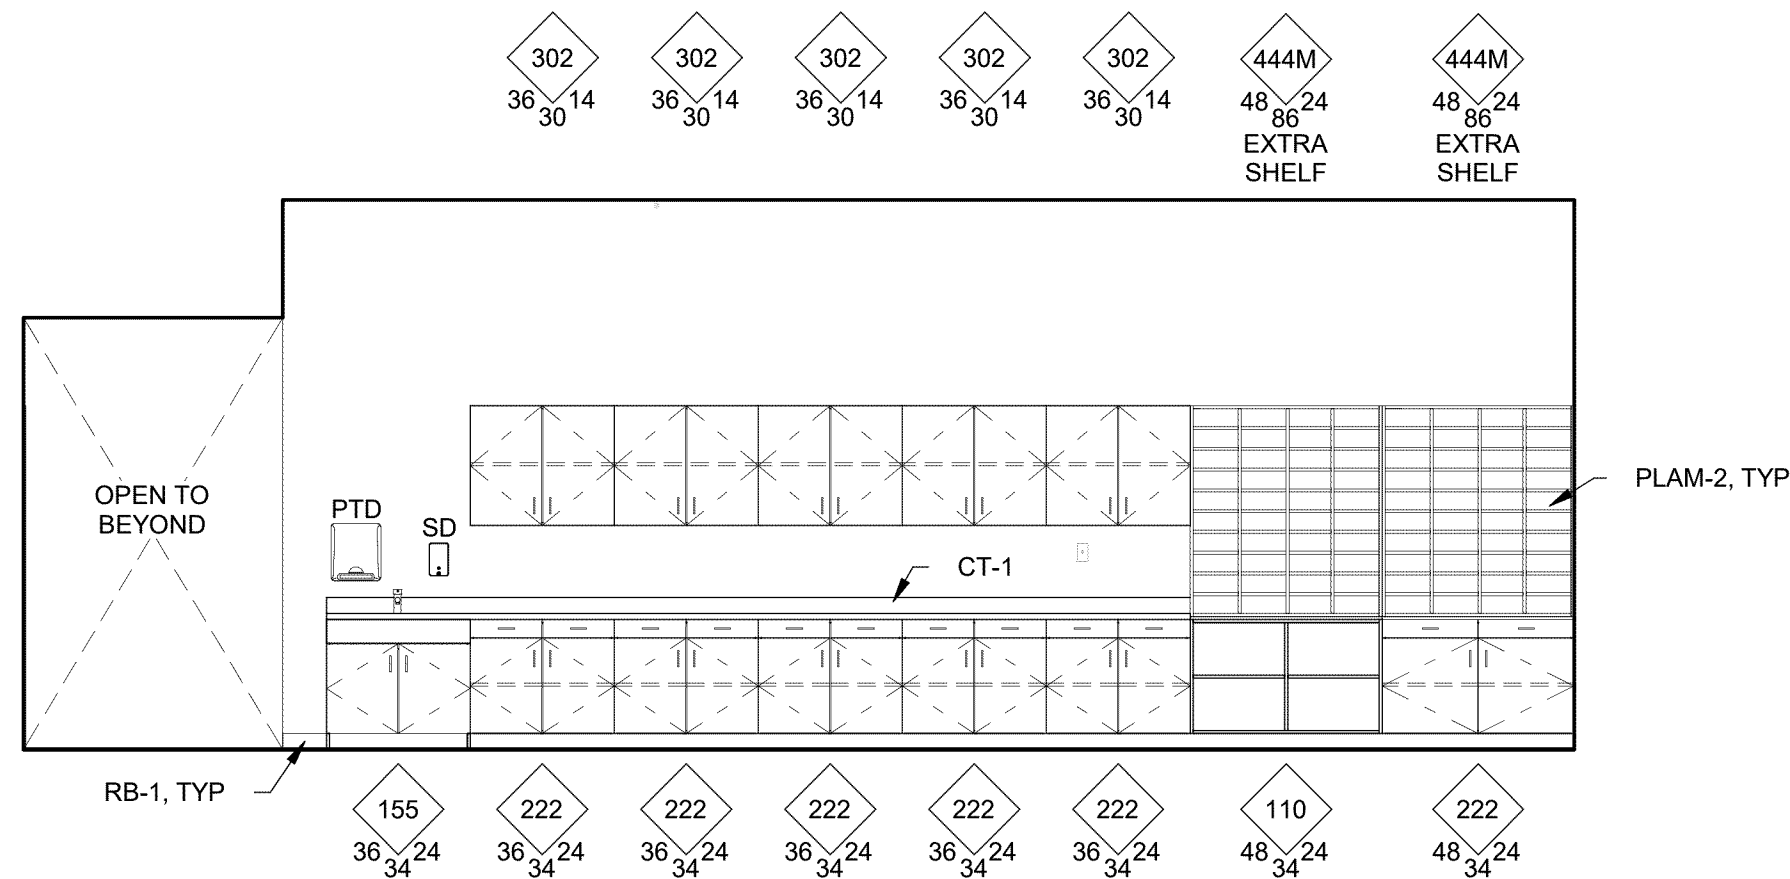 302 302 302 302 302 444M 444M
36 14 36 14 36 14 36 14 36 14 48 24 48 24
30 30 30 30 30 86 86
EXTRA EXTRA
SHELF SHELF
OPEN TO
BEYOND
PTD
SD
PLAM-2, TYP
CT-1
RB-1, TYP
155 222 222 222 222 222 110 222
36 24 36 24 36 24 36 24 36 24 36 24 48 24 48 24
34 34 34 34 34 34 34 34